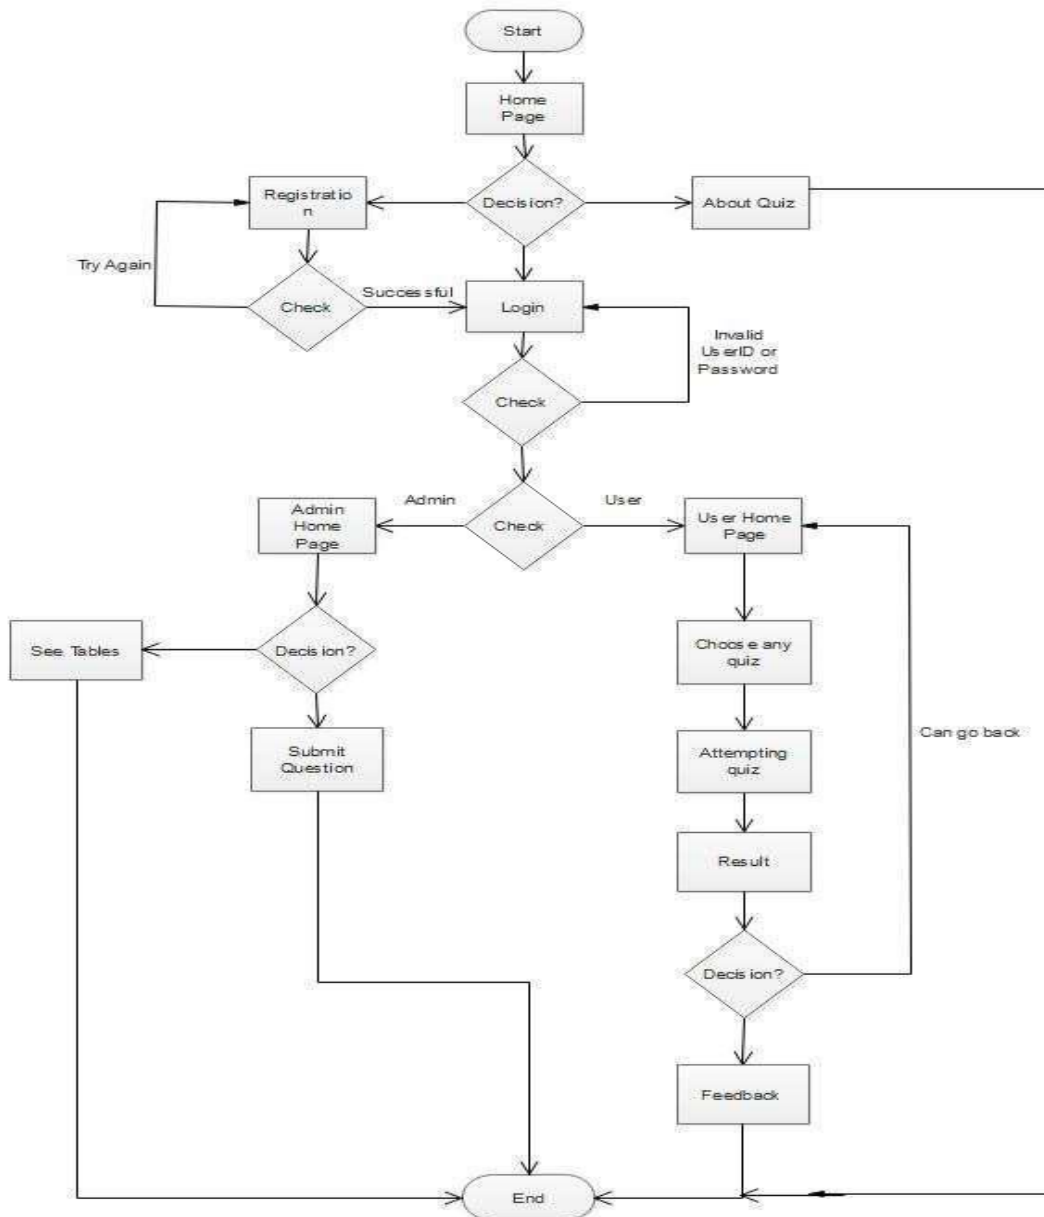 Start
Home
Page
Registratio
n
Decision?
About Quiz
Try Again
Check
Successful
Login
Invalid
UserID or
Password
Check
Admin
User
Admin
Home
Page
Check
User Home
Page
See Tables
Decision?
Choose any
quiz
Submit
Question
Attempting
quiz
Can go back
Result
Decision?
Feedback
End